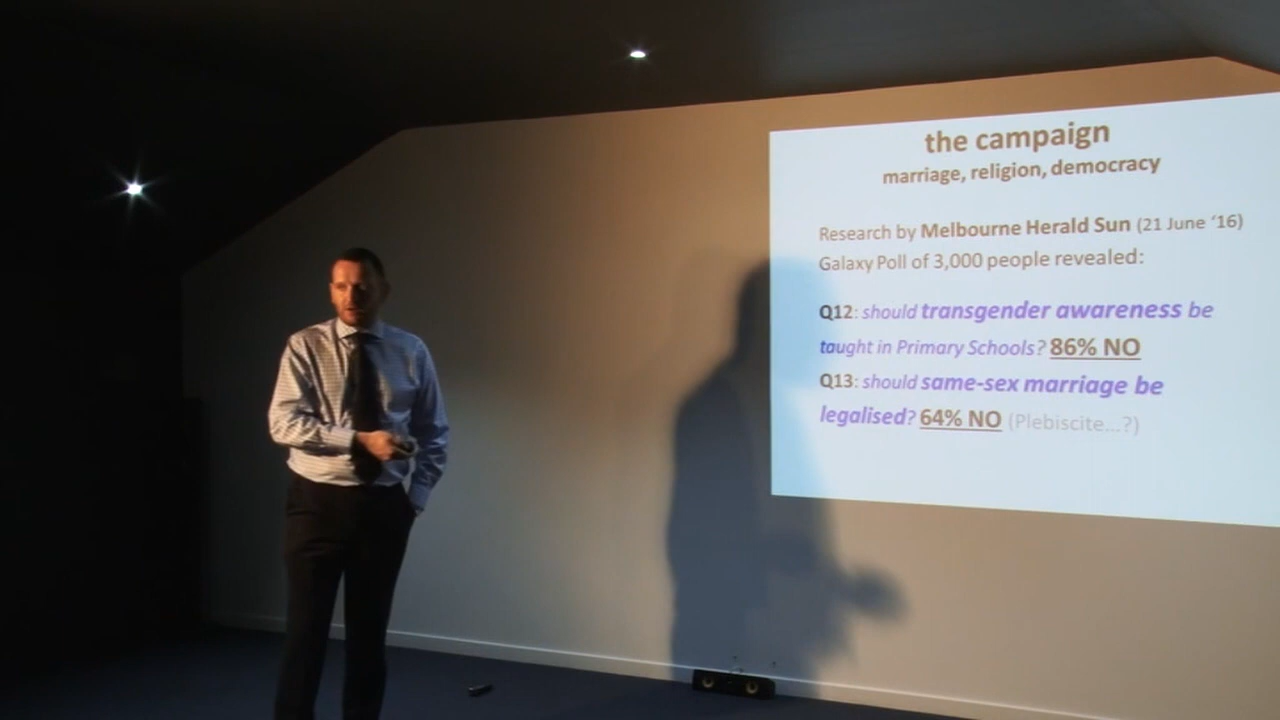 the campaign
marriage, religion, democracy
Research by Melbourne Herald Sun (21 June ‘16)
Galaxy Poll of 3,000 people revealed:
Q12: should transgender awareness be
taught in Primary Schools? 86% NO
Q13: should same-sex marriage be
legalised? 64% NO (Plebiscite...?)